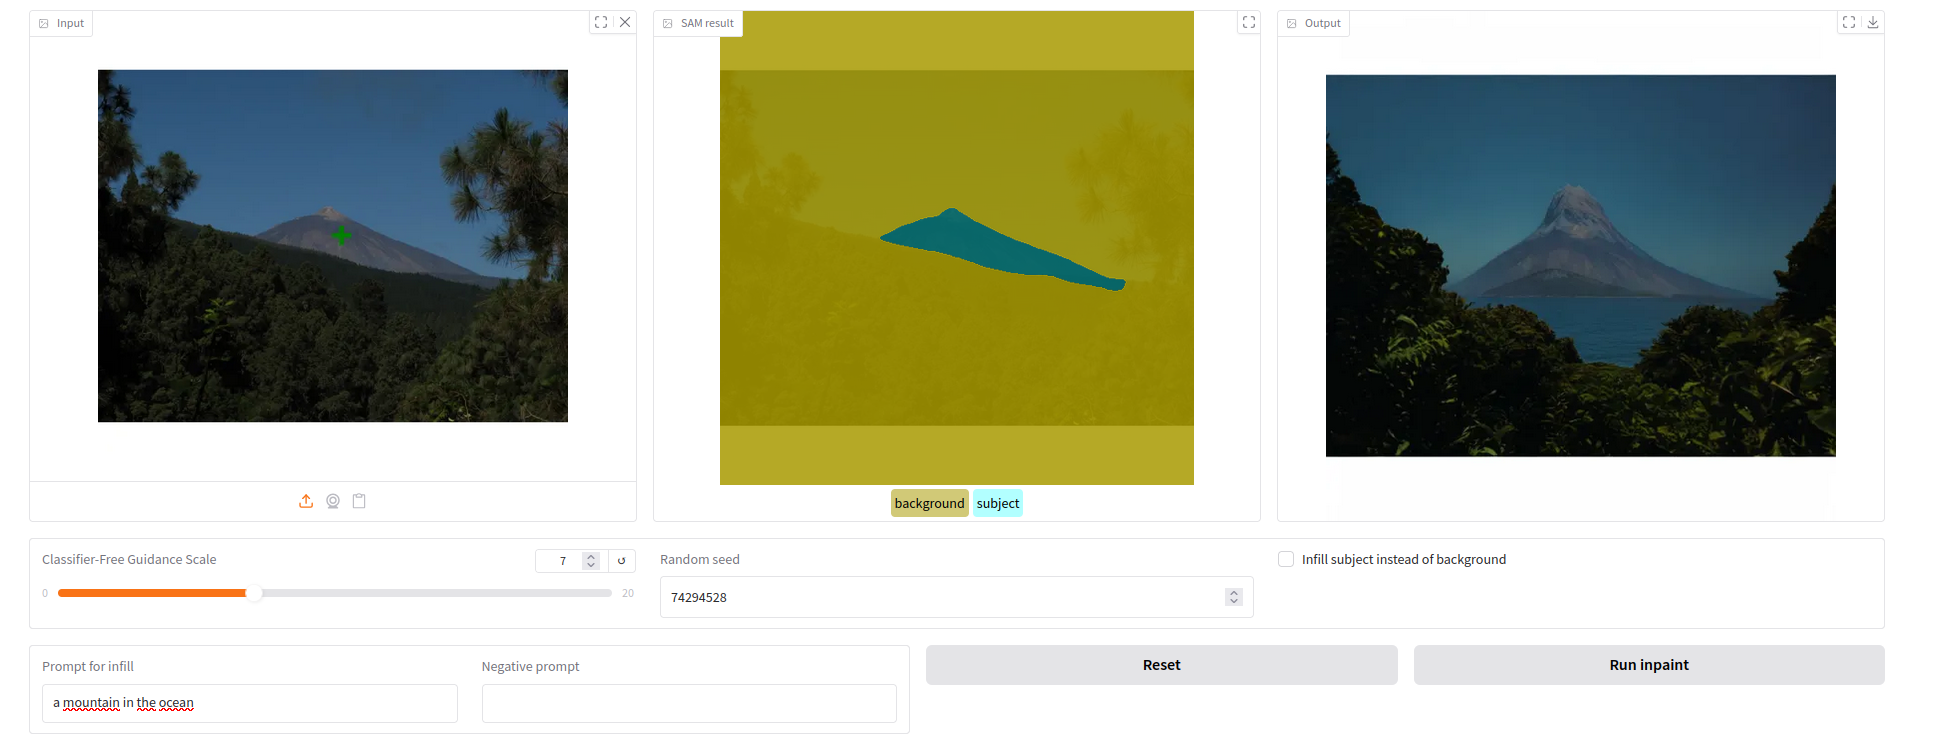 Input
SAM result
Output
background
subject
Classifier-Free Guidance Scale
7
↺
0
20
Random seed
74294528
Infill subject instead of background
Prompt for infill
a mountain in the ocean
Negative prompt
Reset
Run inpaint